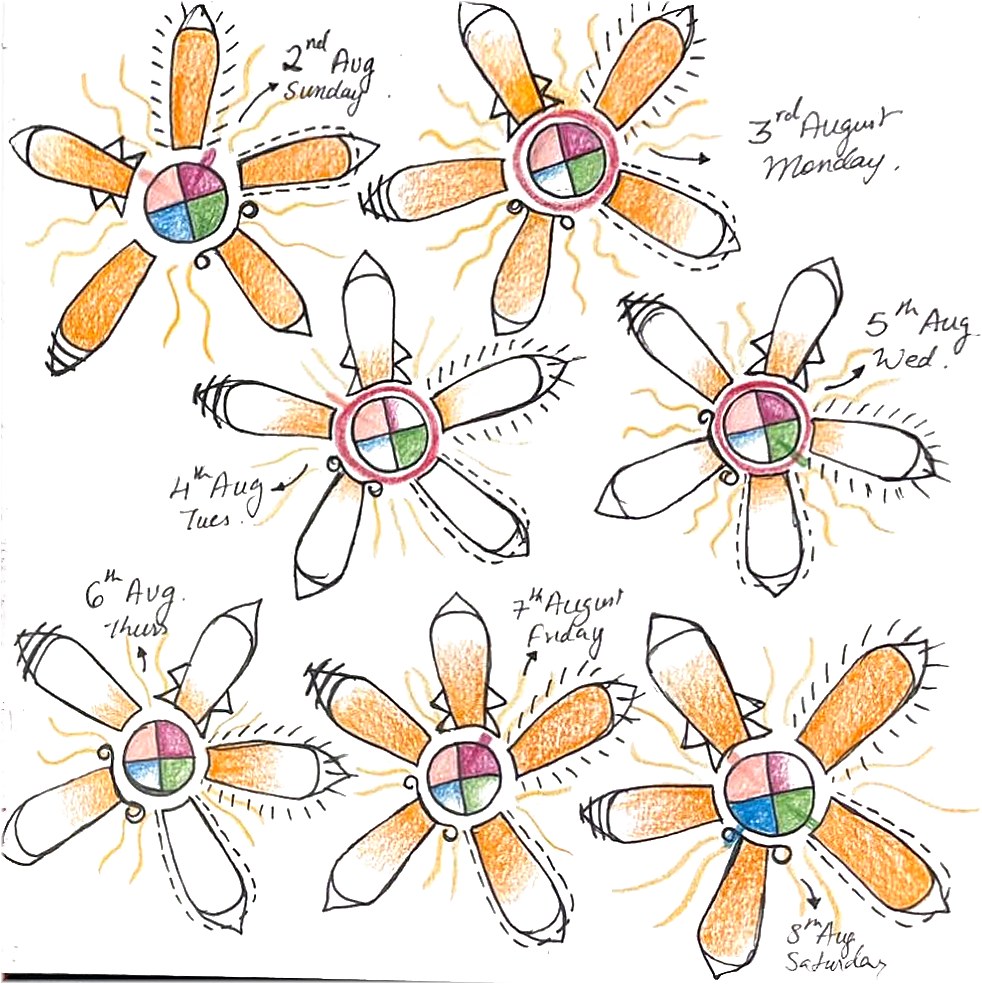 2nd Aug
Sunday.
3rd August
Monday.
4th Aug
Tues.
5th Aug.
Wed.
6th Aug.
Thurs
7th August
Friday
8th Aug
Saturday